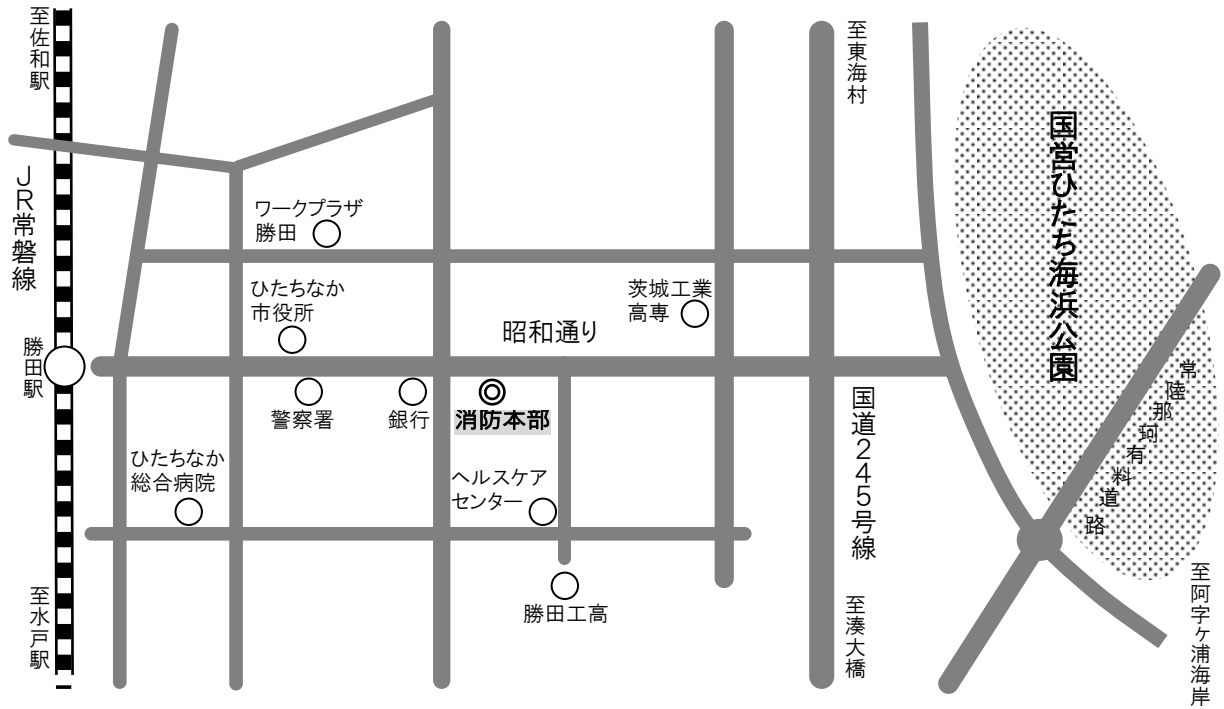 至佐和駅
JR常磐線
勝田駅
至水戸駅
ワークプラザ
勝田
ひたちなか
市役所
昭和通り
茨城工業
高専
警察署
銀行
消防本部
ひたちなか
総合病院
ヘルスケア
センター
勝田工高
至東海村
国道245号線
至湊大橋
国営ひたち海浜公園
常陸那珂有料道路
至阿字ヶ浦海岸